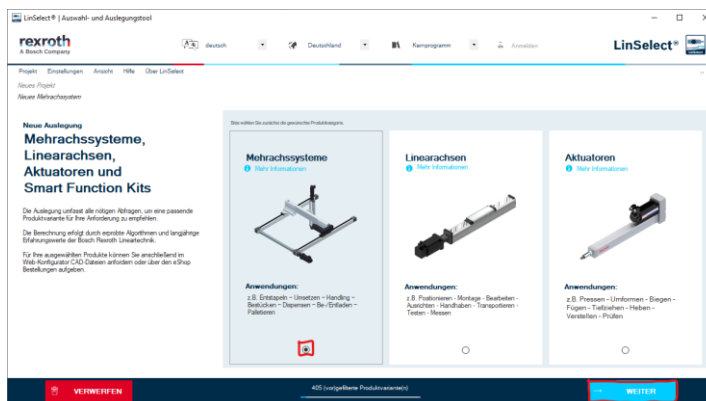 LinSelect® | Auswahl- und Auslegungstool
rexroth
A Bosch Company
deutsch
Deutschland
Kernprogramm
Anmelden
LinSelect®
Projekt Einstellungen Ansicht Hilfe Über LinSelect
Neues Projekt
Neues Mehrachssystem
Neue Auslegung
Mehrachssysteme,
Linearachsen,
Aktuatoren und
Smart Function Kits
Die Auslegung umfasst alle nötigen Abfragen, um eine passende
Produktvariante für Ihre Anforderung zu empfehlen.
Die Berechnung erfolgt durch erprobte Algorithmen und langjährige
Erfahrungswerte der Bosch Rexroth Lineartechnik.
Für Ihre ausgewählten Produkte können Sie anschließend im
Web-Konfigurator CAD-Dateien anfordern oder über den eShop
Bestellungen aufgeben.
Bitte wählen Sie zunächst die gewünschte Produktkategorie.
Mehrachssysteme
Mehr Informationen
Anwendungen:
z.B. Entstapeln – Umsetzen – Handling –
Bestücken – Dispensen – Be-/Entladen –
Palettieren
Linearachsen
Mehr Informationen
Anwendungen:
z.B. Positionieren - Montage - Bearbeiten -
Ausrichten - Handhaben - Transportieren -
Testen - Messen
Aktuatoren
Mehr Informationen
Anwendungen:
z.B. Pressen - Umformen - Biegen -
Fügen - Tiefziehen - Heben -
Verstellen - Prüfen
VERWERFEN
405 (vor)gefilterte Produktvariante(n)
WEITER